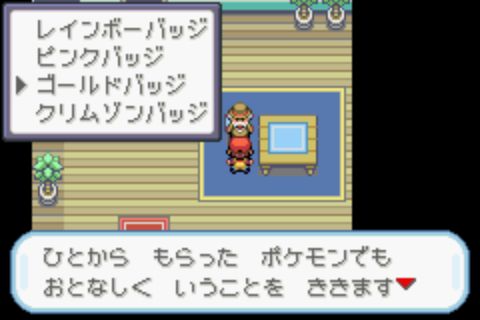 レインボーバッジ
ピンクバッジ
ゴールドバッジ
クリムゾンバッジ
ひとから もらった ポケモンでも
おとなしく いうことを ききます